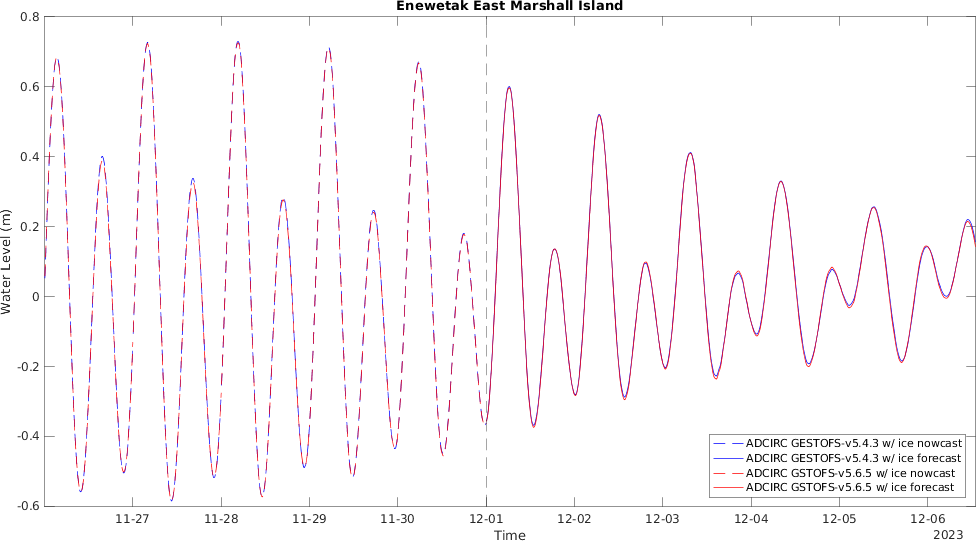 Enewetak East Marshall Island
Water Level (m)
0.8
0.6
0.4
0.2
0
-0.2
-0.4
-0.6
ADCIRC GESTOFS-v5.4.3 w/ ice nowcast
ADCIRC GESTOFS-v5.4.3 w/ ice forecast
ADCIRC GSTOFS-v5.6.5 w/ ice nowcast
ADCIRC GSTOFS-v5.6.5 w/ ice forecast
11-27 11-28 11-29 11-30 12-01 12-02 12-03 12-04 12-05 12-06
Time
2023